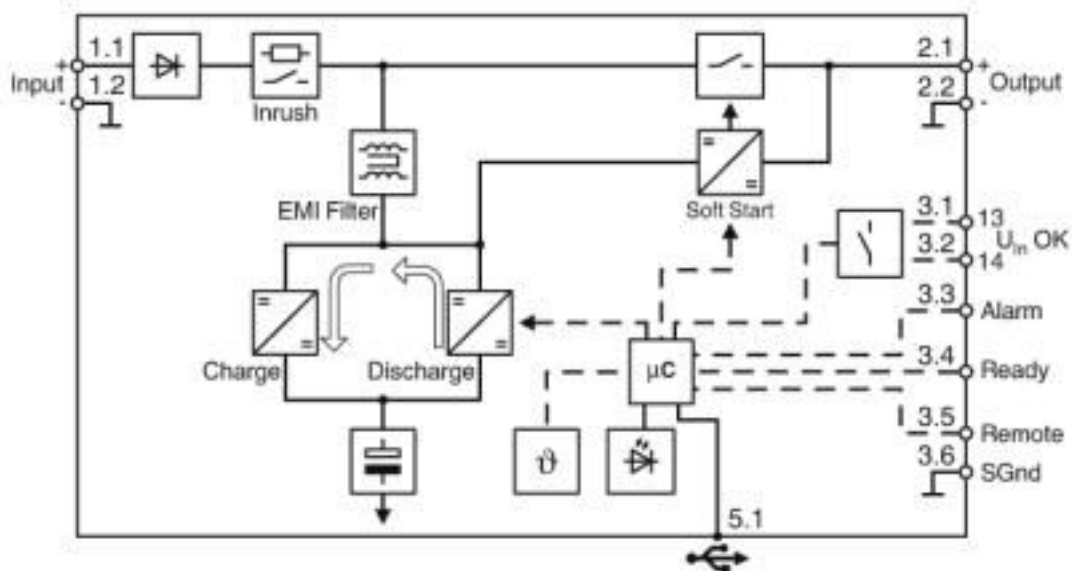 1.1
2.1
+
+
Input
1.2
2.2
Output
-
-
Inrush
EMI Filter
Soft Start
3.1
13
U_in OK
3.2
14
3.3
Alarm
=
=
=
=
=
=
Charge
Discharge
µC
3.4
Ready
3.5
Remote
ϑ
3.6
SGnd
5.1